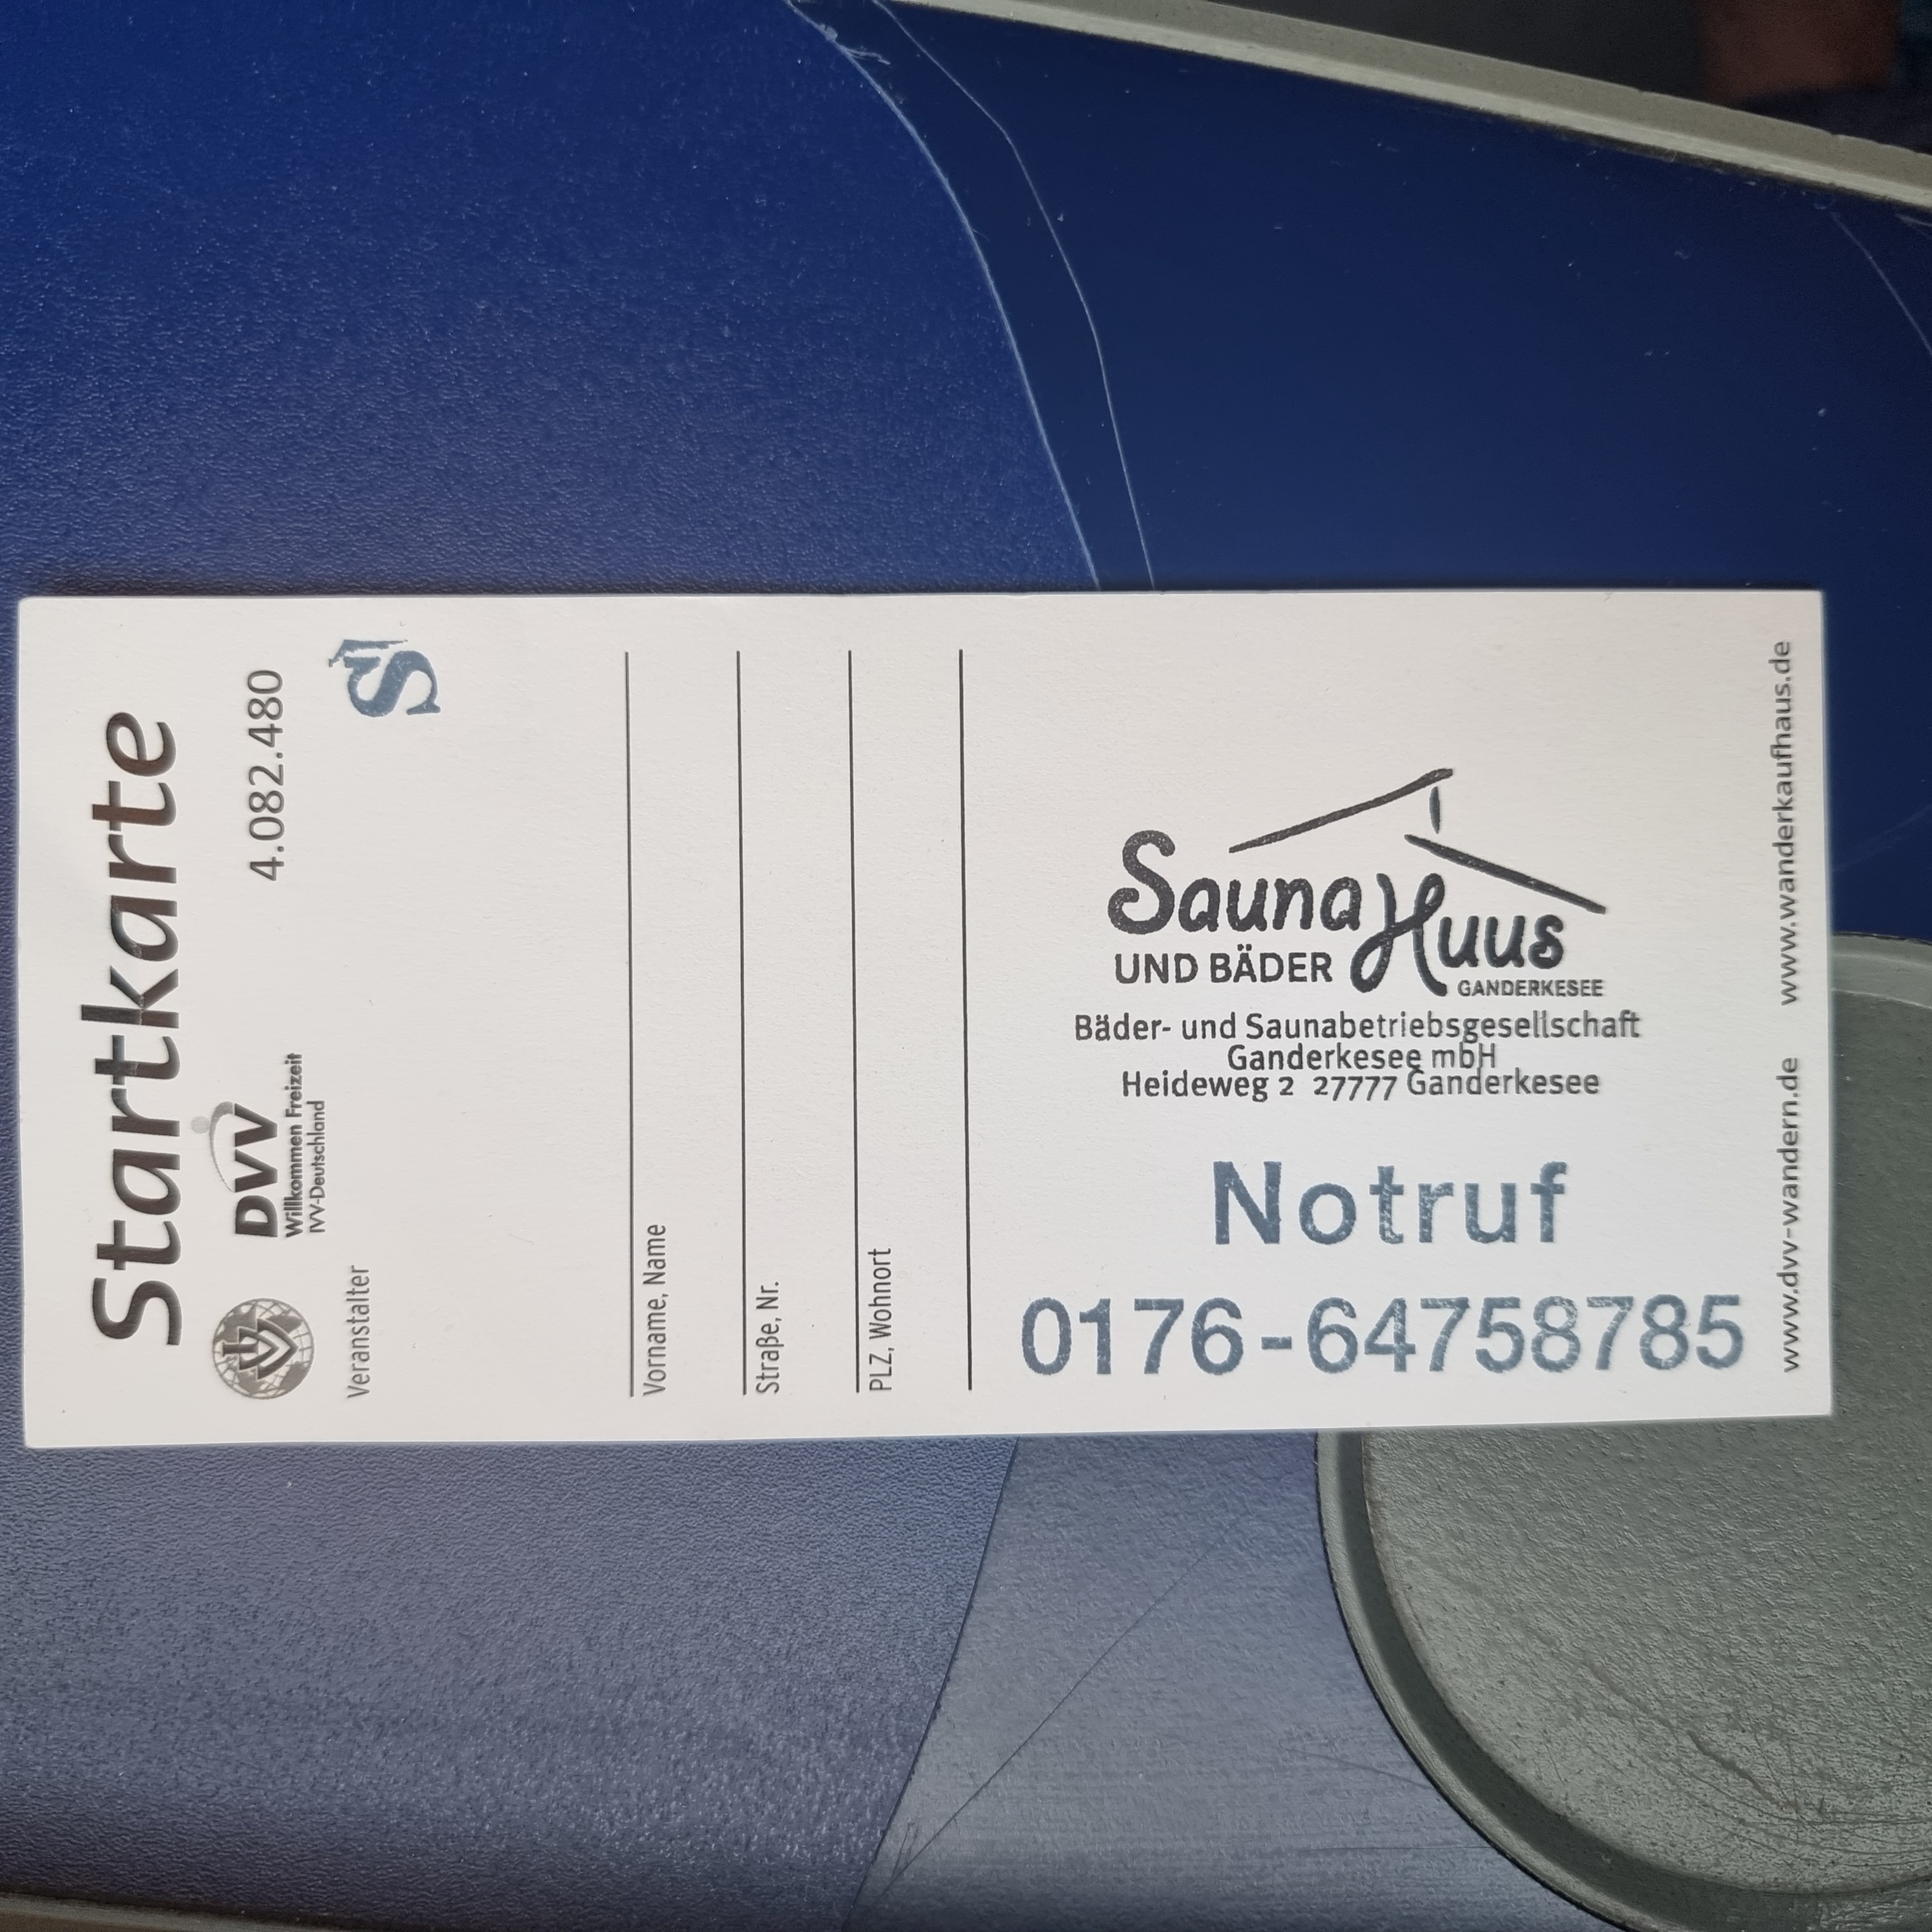 Startkarte
DVV
Willkommen Freizeit
IVV-Deutschland
4.082.480
Veranstalter
Vorname, Name
Straße, Nr.
PLZ, Wohnort
Sauna Huus
UND BÄDER
GANDERKESEE
Bäder- und Saunabetriebsgesellschaft
Ganderkesee mbH
Heideweg 2 27777 Ganderkesee
Notruf
0176-64758785
www.dvv-wandern.de www.wanderkaufhaus.de